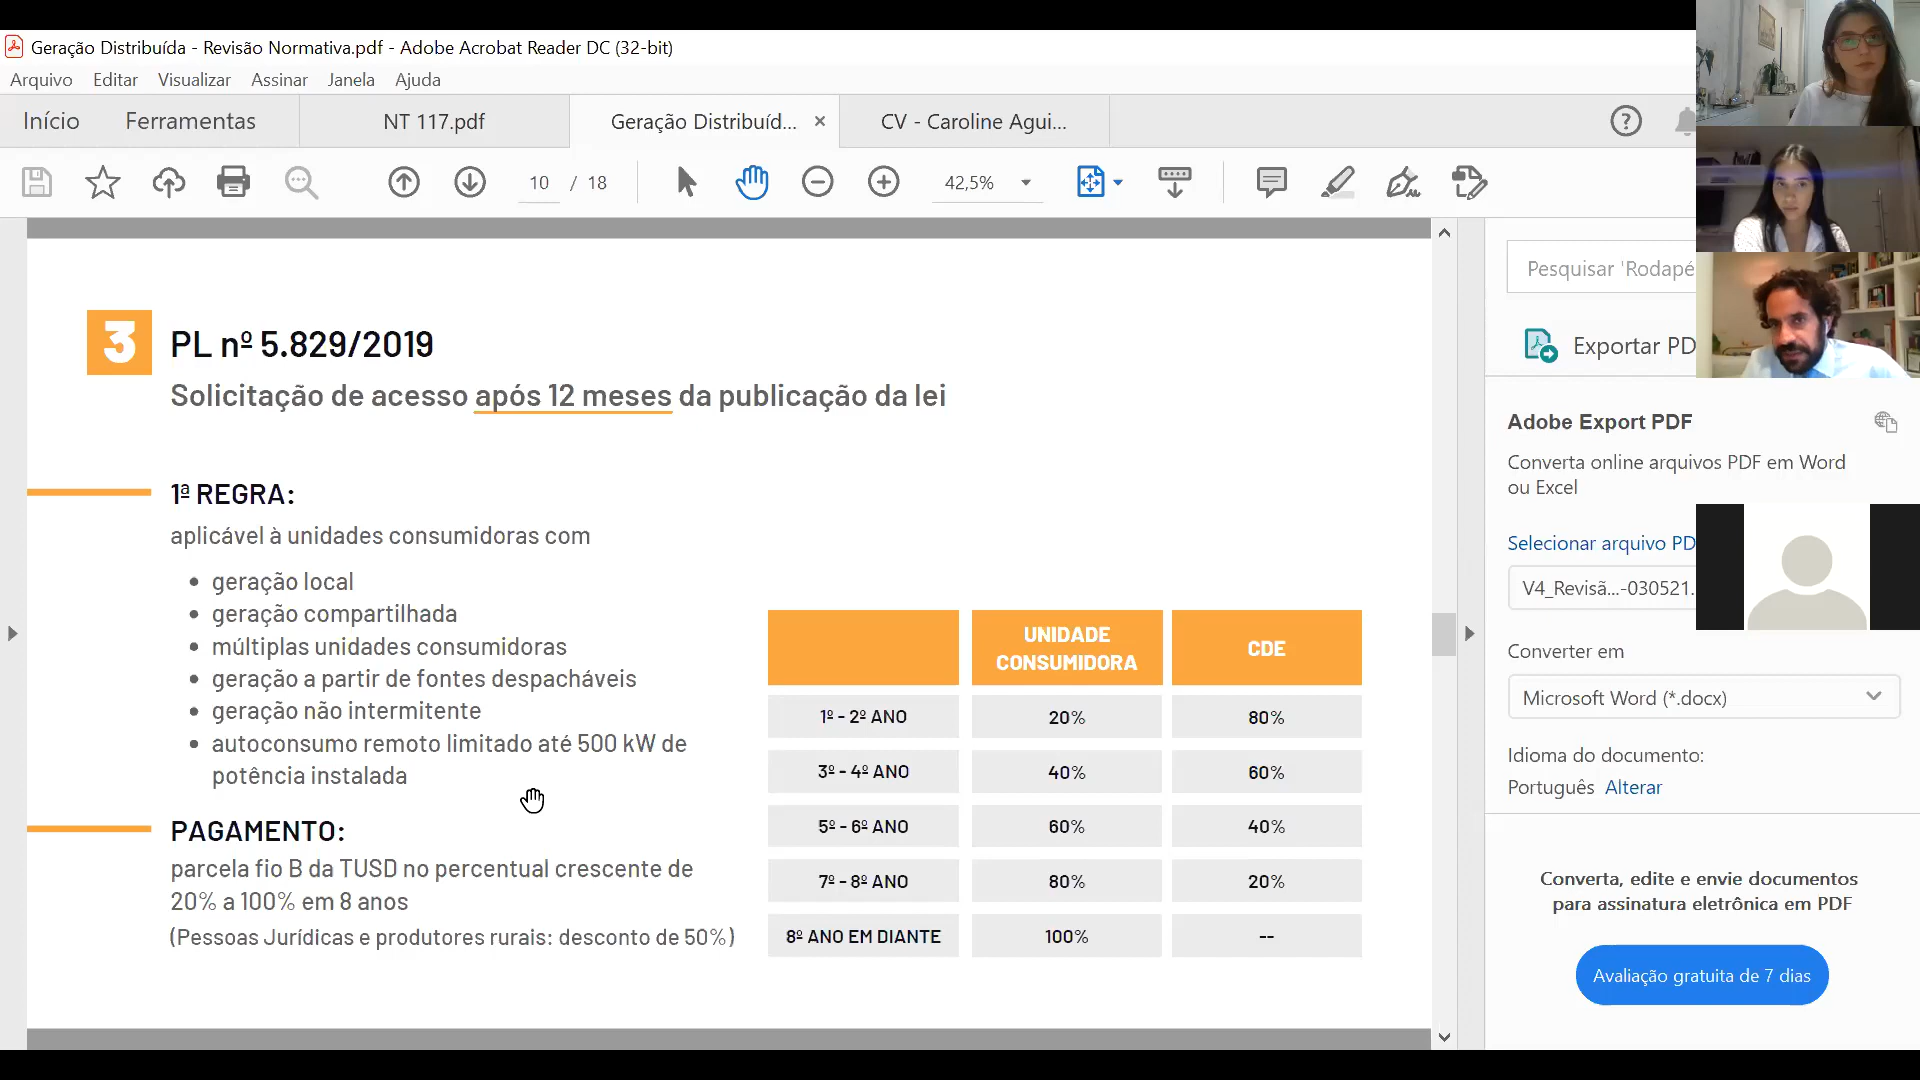 Geração Distribuída - Revisão Normativa.pdf - Adobe Acrobat Reader DC (32-bit)
Arquivo Editar Visualizar Assinar Janela Ajuda
Início Ferramentas NT 117.pdf Geração Distribuíd... × CV - Caroline Agui...
10 / 18 42,5%
Pesquisar 'Rodapé
3 PL nº 5.829/2019
Solicitação de acesso após 12 meses da publicação da lei
1ª REGRA:
aplicável à unidades consumidoras com
• geração local
• geração compartilhada
• múltiplas unidades consumidoras
• geração a partir de fontes despacháveis
• geração não intermitente
• autoconsumo remoto limitado até 500 kW de
potência instalada
PAGAMENTO:
parcela fio B da TUSD no percentual crescente de
20% a 100% em 8 anos
(Pessoas Jurídicas e produtores rurais: desconto de 50%)
UNIDADE
CONSUMIDORA CDE
1º - 2º ANO 20% 80%
3º - 4º ANO 40% 60%
5º - 6º ANO 60% 40%
7º - 8º ANO 80% 20%
8º ANO EM DIANTE 100% --
Exportar PD
Adobe Export PDF
Converta online arquivos PDF em Word
ou Excel
Selecionar arquivo PD
V4_Revisã...-030521.
Converter em
Microsoft Word (*.docx)
Idioma do documento:
Português Alterar
Converta, edite e envie documentos
para assinatura eletrônica em PDF
Avaliação gratuita de 7 dias